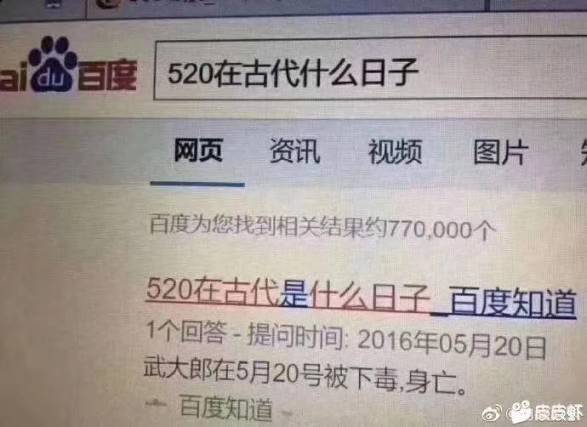 ai du 百度
520在古代什么日子
网页 资讯 视频 图片
百度为您找到相关结果约770,000个
520在古代是什么日子_百度知道
1个回答 - 提问时间: 2016年05月20日
武大郎在5月20号被下毒,身亡。
百度知道
皮皮虾